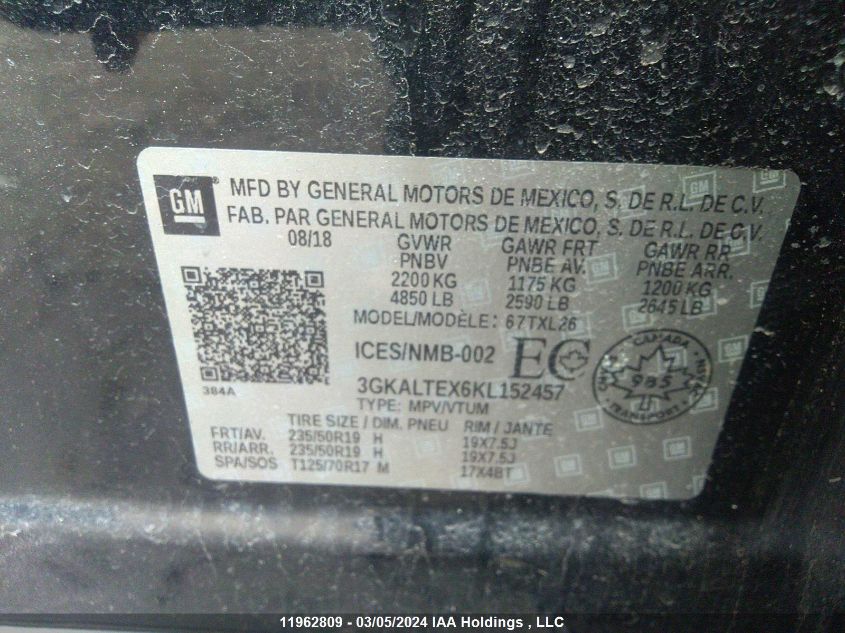 GM
MFD BY GENERAL MOTORS DE MEXICO, S. DE R.L. DE C.V.
FAB. PAR GENERAL MOTORS DE MEXICO, S. DE R.L. DE C.V.
08/18 GVWR GAWR FRT GAWR RR
PNBV PNBE AV. PNBE ARR.
2200 KG 1175 KG 1200 KG
4850 LB 2590 LB 2645 LB
MODEL/MODÈLE: 67TXL26
ICES/NMB-002 EC
CANADA
985
TRANSPORT
384A
3GKALTEX6KL152457
TYPE: MPV/VTUM
TIRE SIZE / DIM. PNEU RIM / JANTE
FRT/AV. 235/50R19 H 19X7.5J
RR/ARR. 235/50R19 H 19X7.5J
SPA/SOS T125/70R17 M 17X4BT
11962809 - 03/05/2024 IAA Holdings , LLC